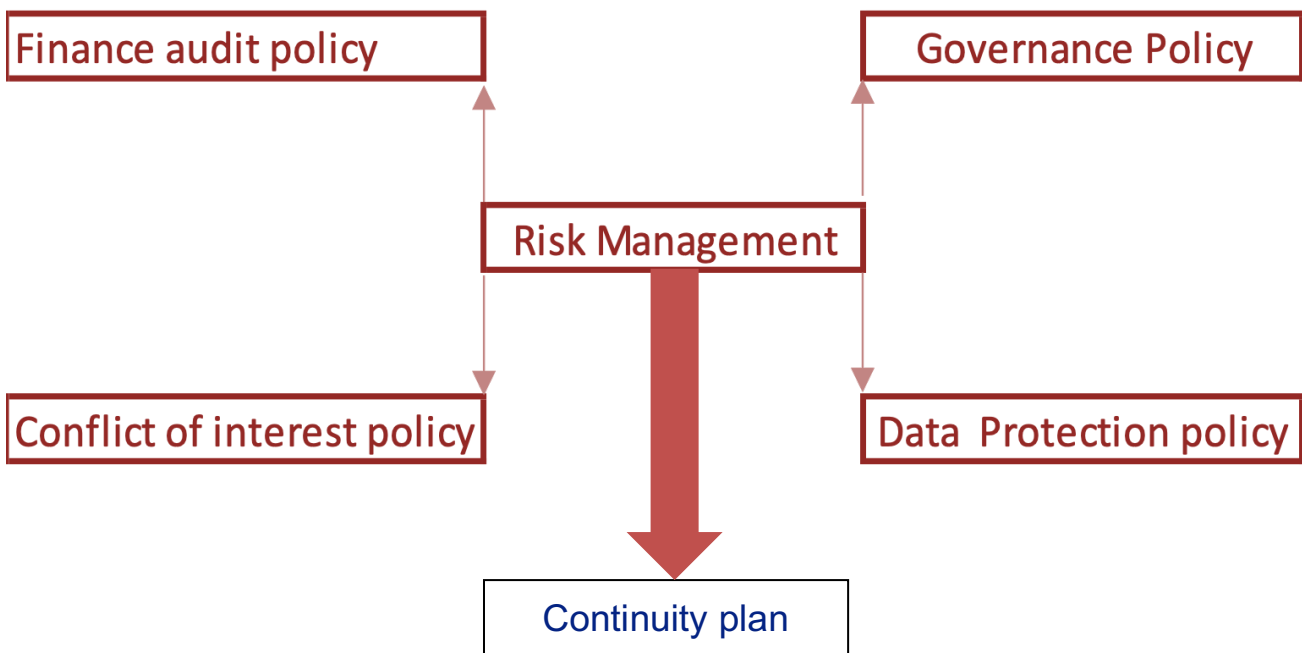 Finance audit policy
Governance Policy
Risk Management
Conflict of interest policy
Data  Protection policy
Continuity plan